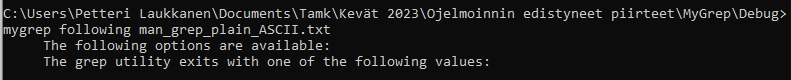 C:\Users\Petteri Laukkanen\Documents\Tamk\Kevät 2023\Ojelmoinnin edistyneet piirteet\MyGrep\Debug>
mygrep following man_grep_plain_ASCII.txt
The following options are available:
The grep utility exits with one of the following values: